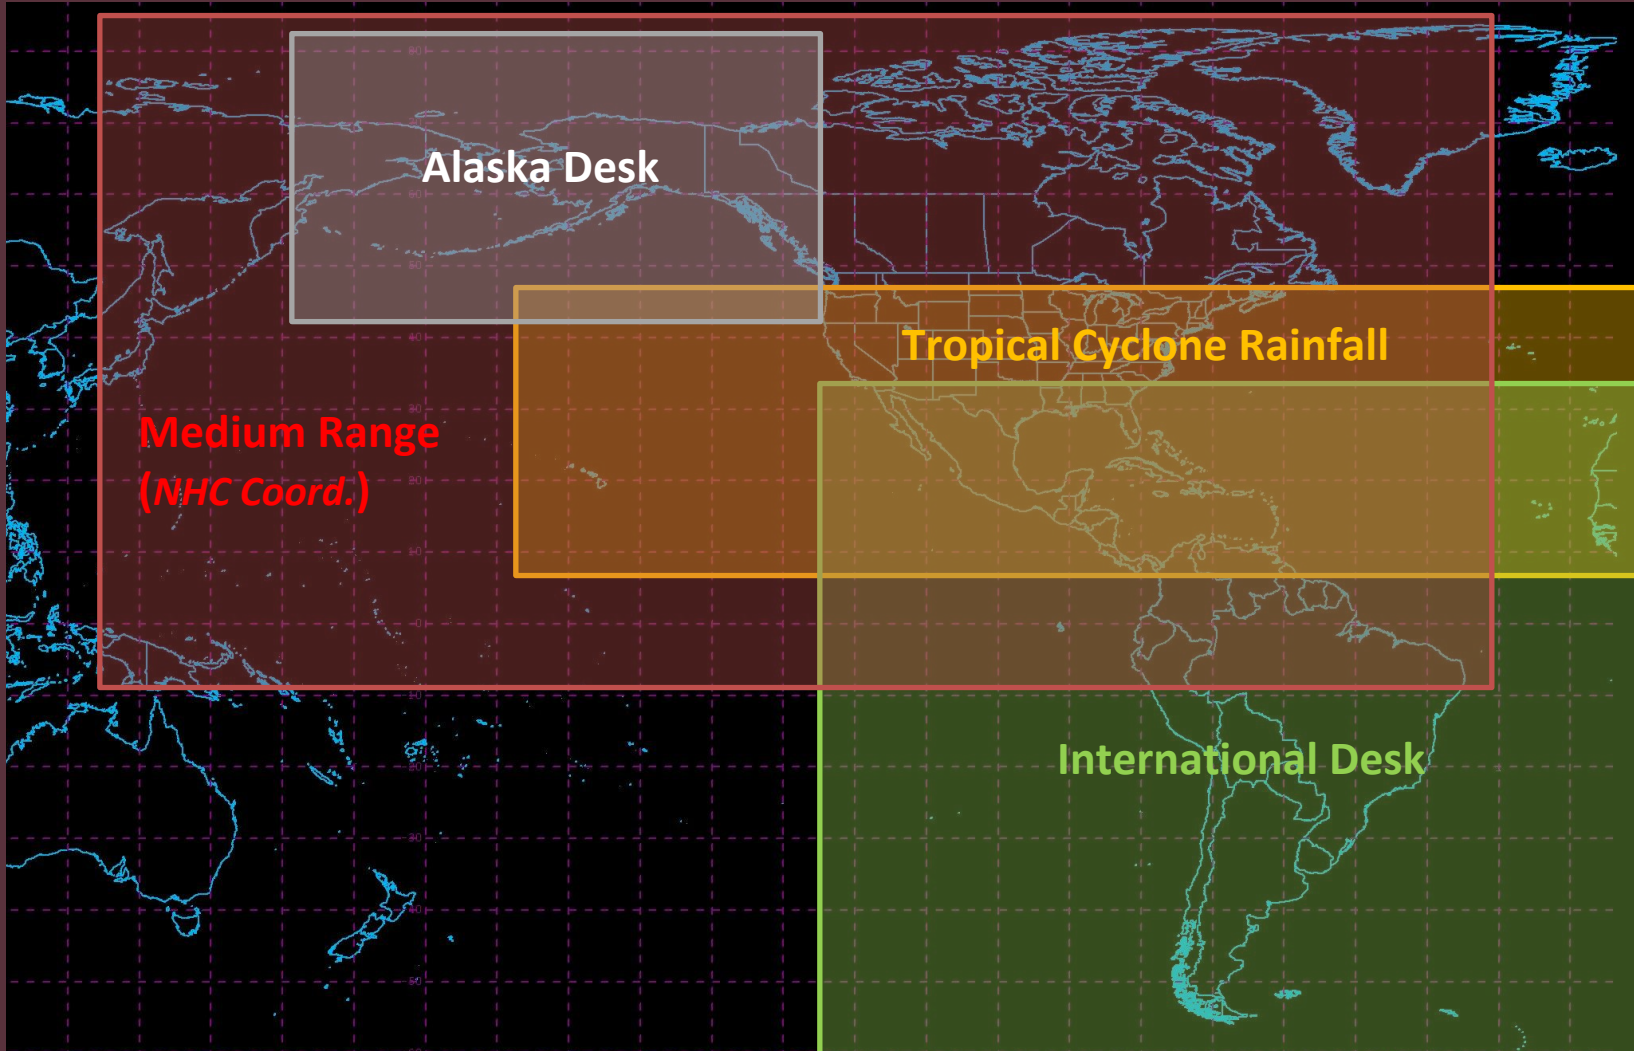 Alaska Desk
Tropical Cyclone Rainfall
Medium Range
(NHC Coord.)
International Desk